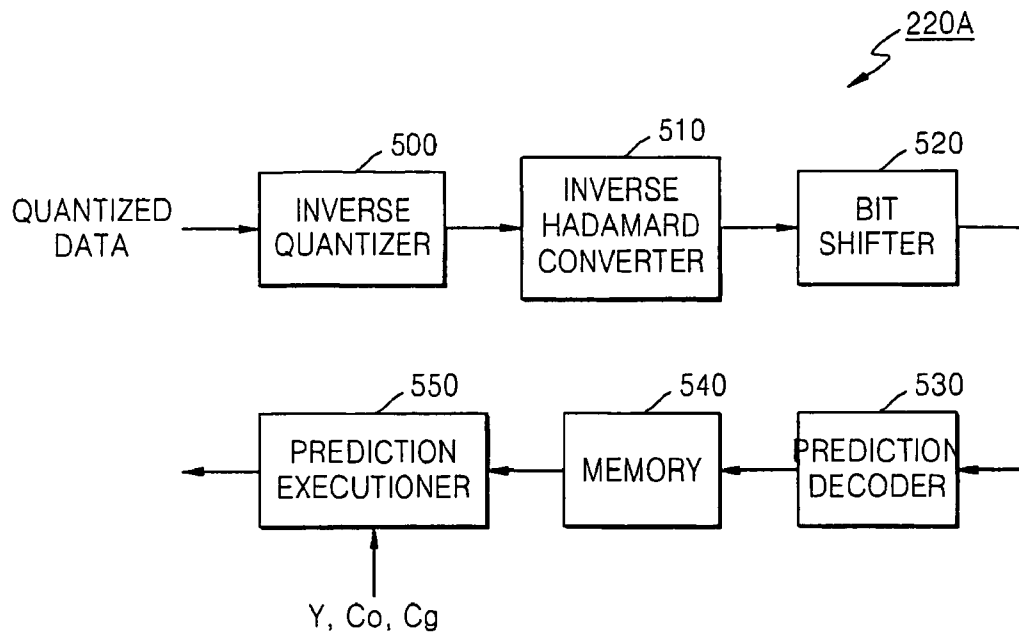 220A
500
510
520
QUANTIZED
DATA
INVERSE
QUANTIZER
INVERSE
HADAMARD
CONVERTER
BIT
SHIFTER
550
540
530
PREDICTION
EXECUTIONER
MEMORY
PREDICTION
DECODER
Y, Co, Cg